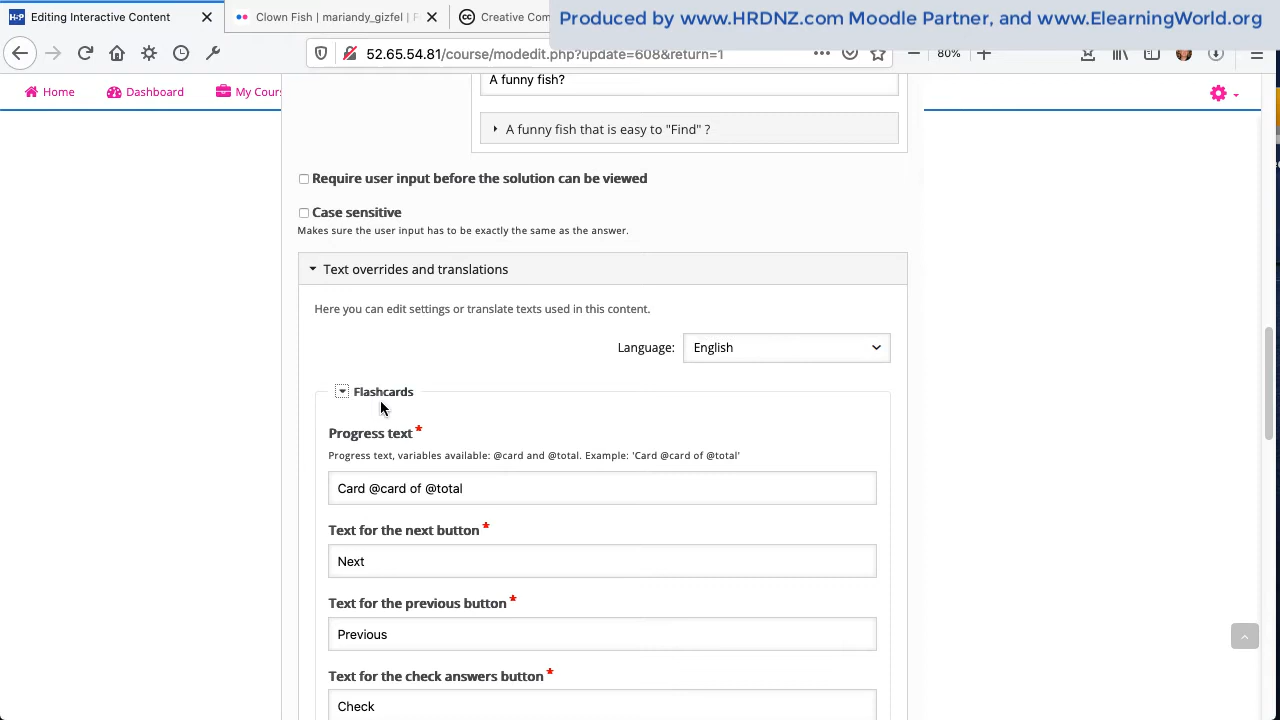 H-P Editing Interactive Content
Clown Fish | mariandy_gizfel | F
Creative Com
Produced by www.HRDNZ.com Moodle Partner, and www.ElearningWorld.org
52.65.54.81/course/modedit.php?update=608&return=1
80%
Home
Dashboard
My Cours
A funny fish?
A funny fish that is easy to "Find" ?
Require user input before the solution can be viewed
Case sensitive
Makes sure the user input has to be exactly the same as the answer.
Text overrides and translations
Here you can edit settings or translate texts used in this content.
Language: English
Flashcards
Progress text *
Progress text, variables available: @card and @total. Example: 'Card @card of @total'
Card @card of @total
Text for the next button *
Next
Text for the previous button *
Previous
Text for the check answers button *
Check